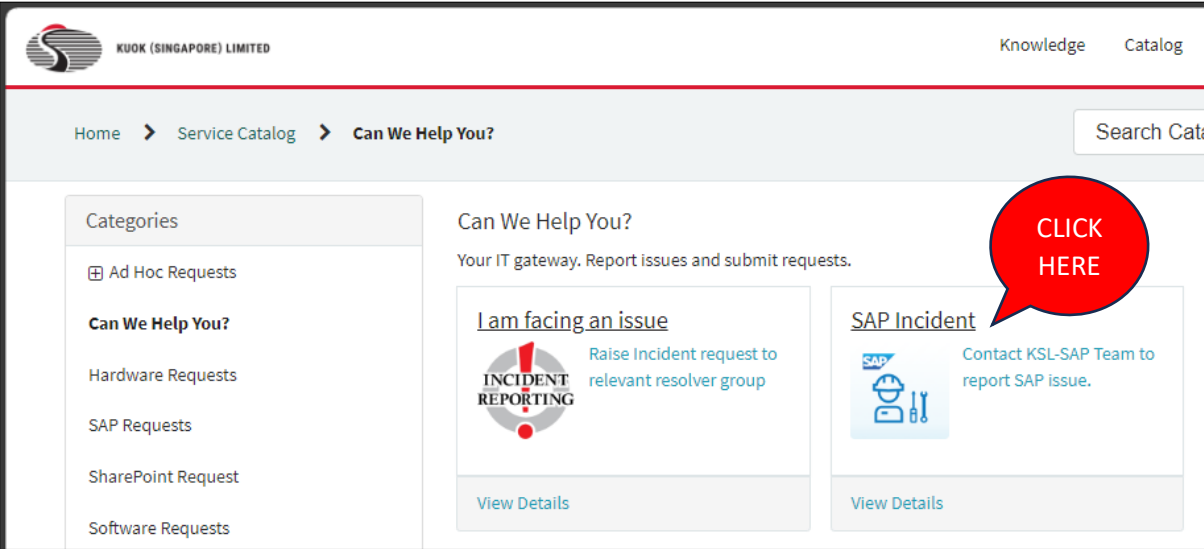 KUOK (SINGAPORE) LIMITED
Knowledge Catalog
Home Service Catalog Can We Help You?
Search Cat
Categories
Ad Hoc Requests
Can We Help You?
Hardware Requests
SAP Requests
SharePoint Request
Software Requests
Can We Help You?
Your IT gateway. Report issues and submit requests.
CLICK
HERE
I am facing an issue
INCIDENT
REPORTING
Raise Incident request to
relevant resolver group
View Details
SAP Incident
SAP
Contact KSL-SAP Team to
report SAP issue.
View Details